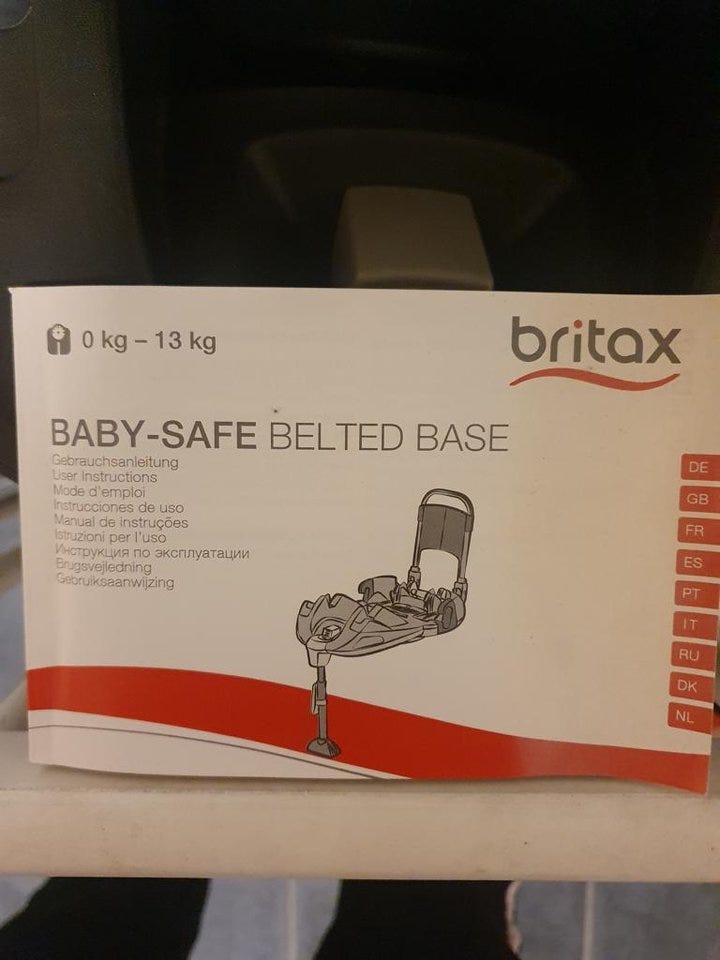 0 kg – 13 kg
britax
BABY-SAFE BELTED BASE
Gebrauchsanleitung
User Instructions
Mode d'emploi
Instrucciones de uso
Manual de instruções
Istruzioni per l'uso
Инструкция по эксплуатации
Brugsvejledning
Gebruiksaanwijzing
DE
GB
FR
ES
PT
IT
RU
DK
NL